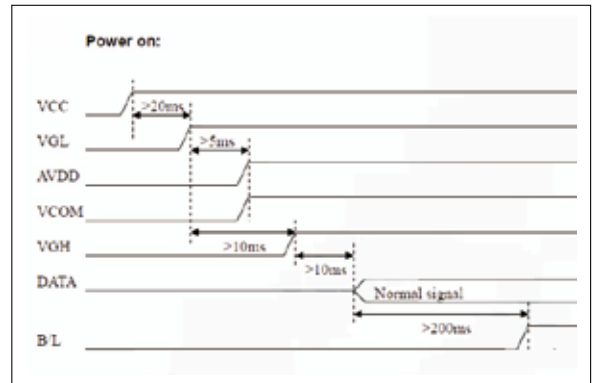 Power on:
VCC
>20ms
VGL
>5ms
AVDD
VCOM
VGH
>10ms
>10ms
DATA
Normal signal
>200ms
B/L